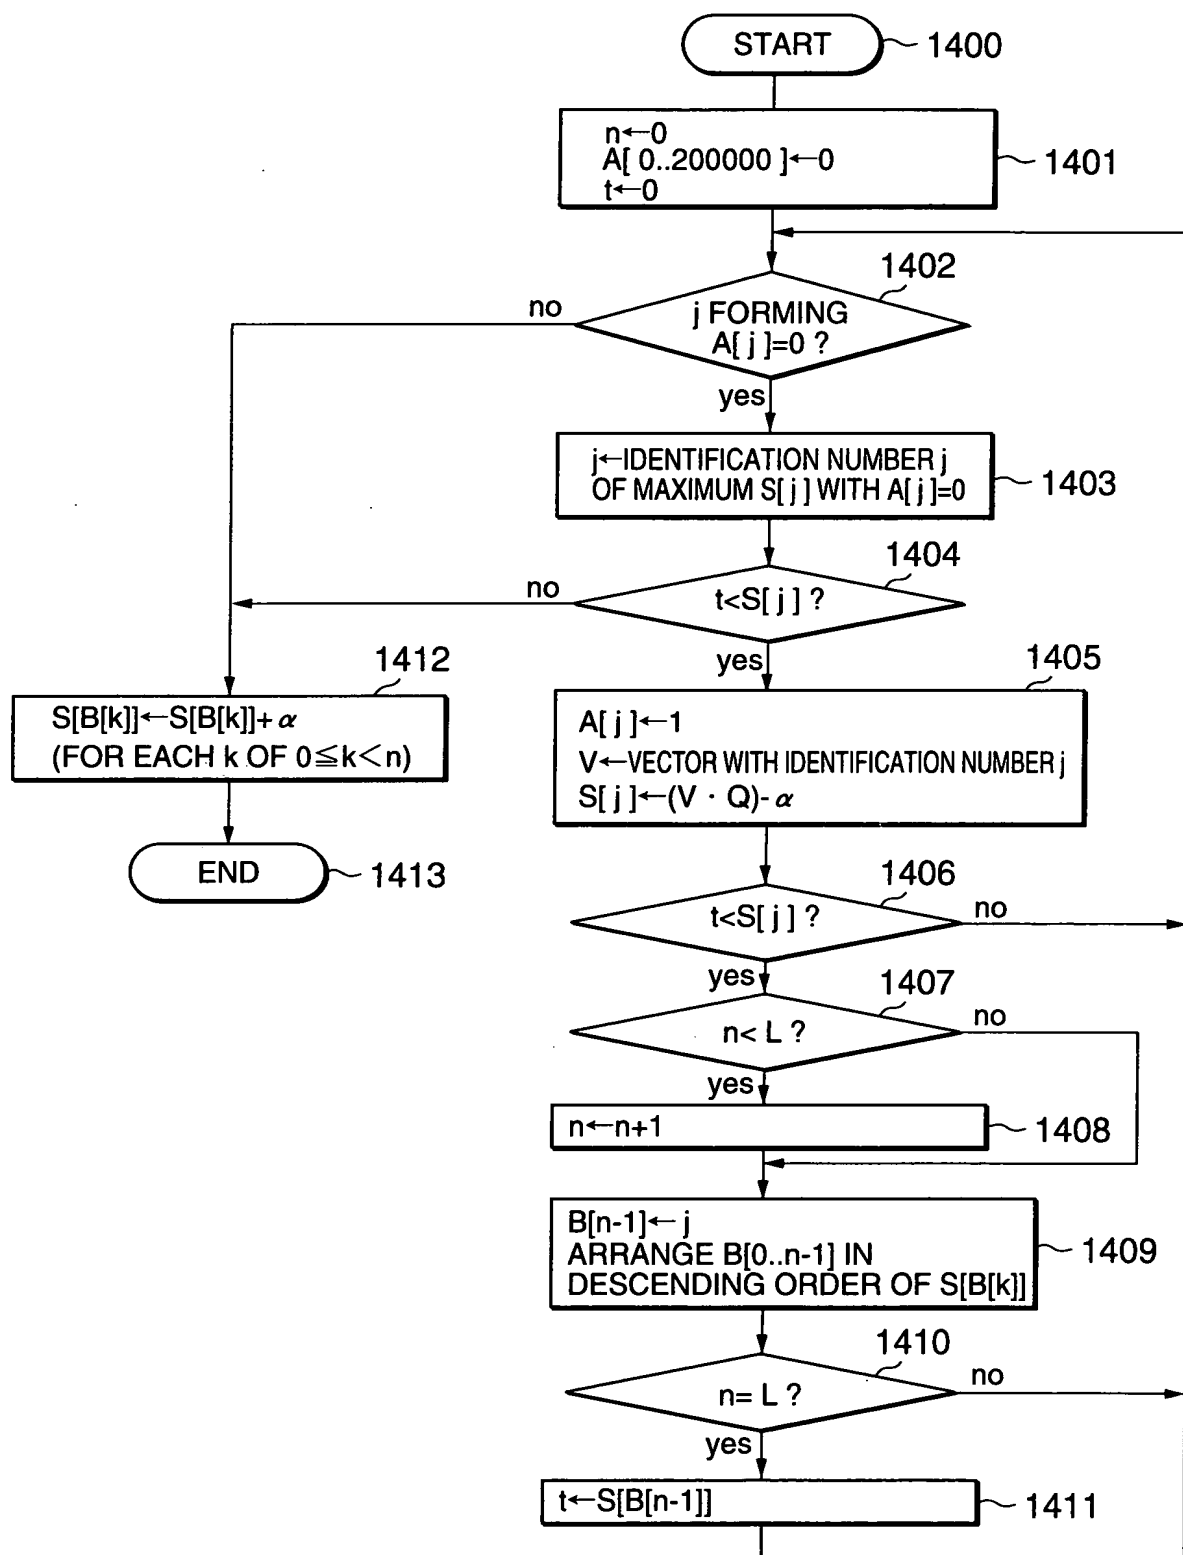 START
1400
n←0
A[ 0..200000 ]←0
t←0
1401
1402
j FORMING
A[ j ]=0 ?
no
yes
j←IDENTIFICATION NUMBER j
OF MAXIMUM S[ j ] WITH A[ j ]=0
1403
1404
t<S[ j ] ?
no
yes
1412
S[B[k]]←S[B[k]]+α
(FOR EACH k OF 0≦k<n)
END
1413
1405
A[ j ]←1
V←VECTOR WITH IDENTIFICATION NUMBER j
S[ j ]←(V · Q)-α
1406
t<S[ j ] ?
no
yes
1407
n< L ?
no
yes
n←n+1
1408
B[n-1]← j
ARRANGE B[0..n-1] IN
DESCENDING ORDER OF S[B[k]]
1409
1410
n= L ?
no
yes
t←S[B[n-1]]
1411